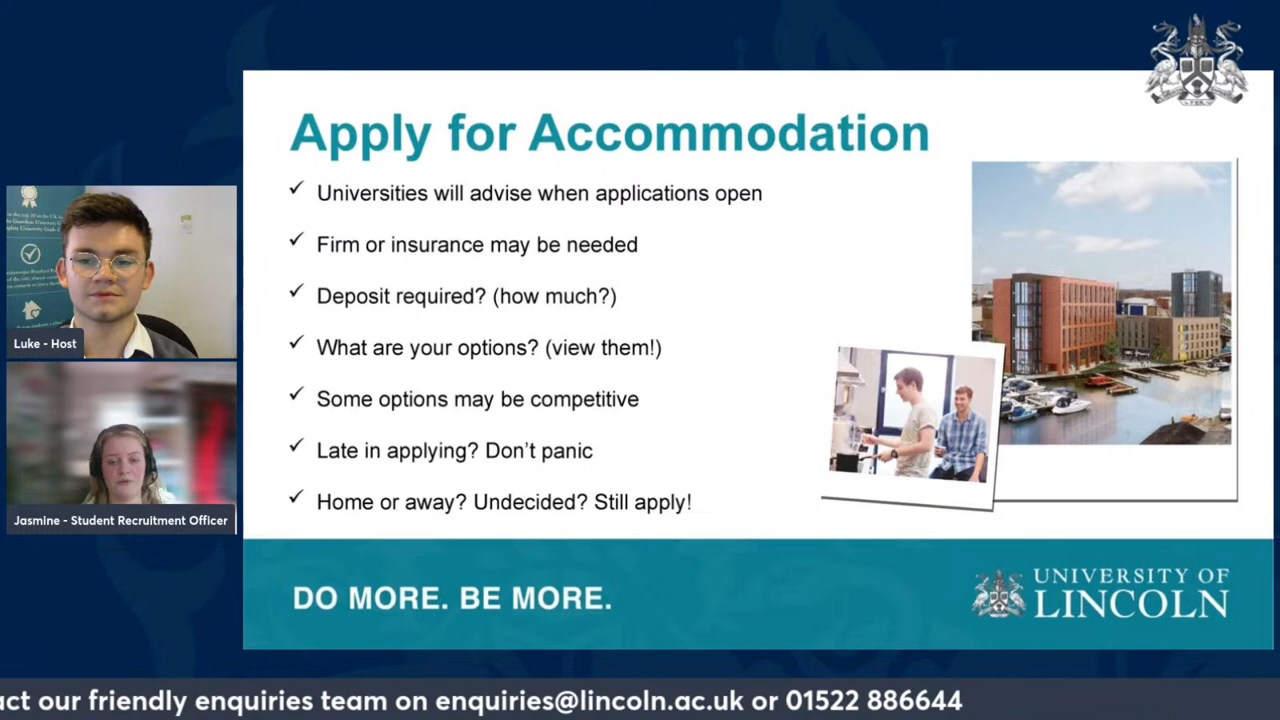 Apply for Accommodation
Universities will advise when applications open
Firm or insurance may be needed
Deposit required? (how much?)
What are your options? (view them!)
Some options may be competitive
Late in applying? Don't panic
Home or away? Undecided? Still apply!
Luke - Host
Jasmine - Student Recruitment Officer
DO MORE. BE MORE.
UNIVERSITY OF
LINCOLN
act our friendly enquiries team on enquiries@lincoln.ac.uk or 01522 886644